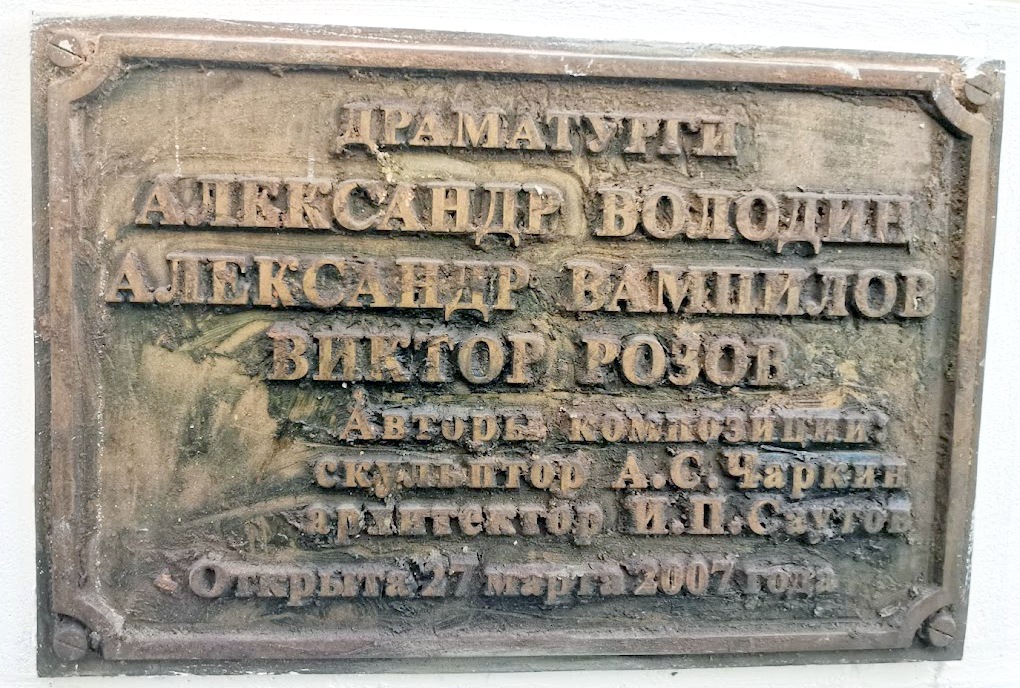 ДРАМАТУРГИ
АЛЕКСАНДР ВОЛОДИН
АЛЕКСАНДР ВАМПИЛОВ
ВИКТОР РОЗОВ
Авторы композиции:
скульптор А.С.Чаркин
архитектор И.П.Саутов
Открыта 27 марта 2007 года